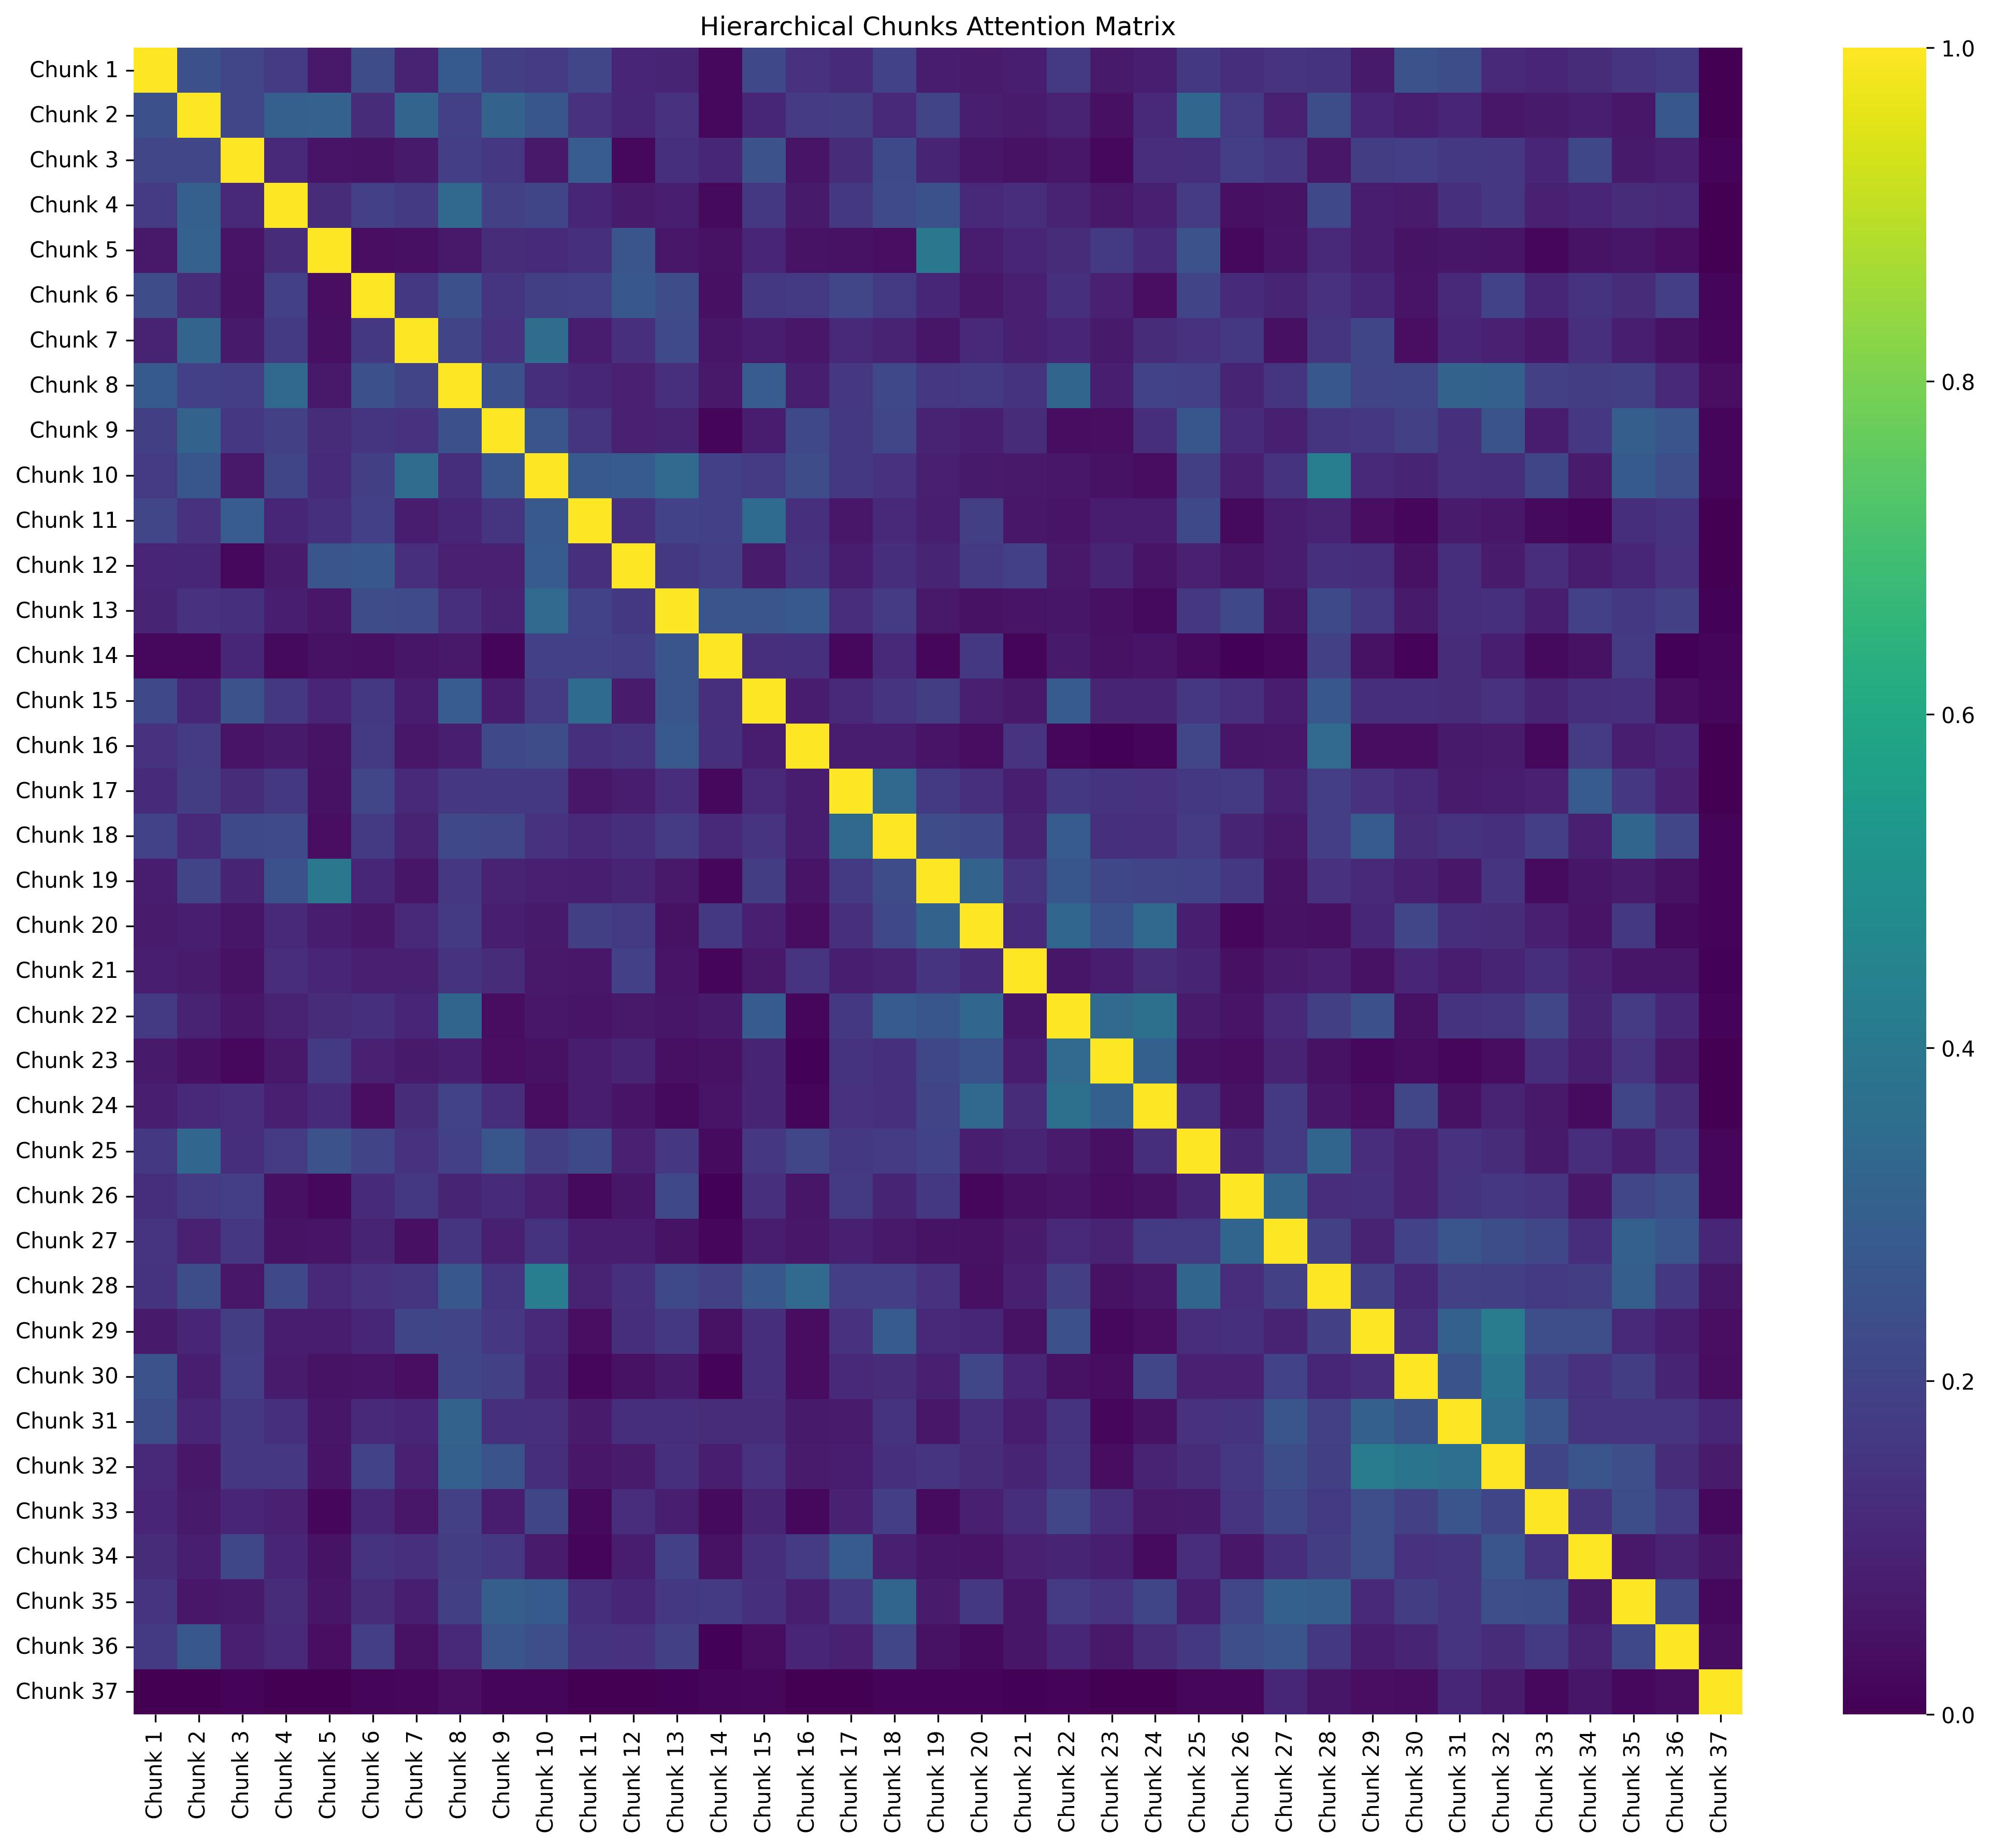 Hierarchical Chunks Attention Matrix
Chunk 1
Chunk 2
Chunk 3
Chunk 4
Chunk 5
Chunk 6
Chunk 7
Chunk 8
Chunk 9
Chunk 10
Chunk 11
Chunk 12
Chunk 13
Chunk 14
Chunk 15
Chunk 16
Chunk 17
Chunk 18
Chunk 19
Chunk 20
Chunk 21
Chunk 22
Chunk 23
Chunk 24
Chunk 25
Chunk 26
Chunk 27
Chunk 28
Chunk 29
Chunk 30
Chunk 31
Chunk 32
Chunk 33
Chunk 34
Chunk 35
Chunk 36
Chunk 37
Chunk 1
Chunk 2
Chunk 3
Chunk 4
Chunk 5
Chunk 6
Chunk 7
Chunk 8
Chunk 9
Chunk 10
Chunk 11
Chunk 12
Chunk 13
Chunk 14
Chunk 15
Chunk 16
Chunk 17
Chunk 18
Chunk 19
Chunk 20
Chunk 21
Chunk 22
Chunk 23
Chunk 24
Chunk 25
Chunk 26
Chunk 27
Chunk 28
Chunk 29
Chunk 30
Chunk 31
Chunk 32
Chunk 33
Chunk 34
Chunk 35
Chunk 36
Chunk 37
1.0
0.8
0.6
0.4
0.2
0.0